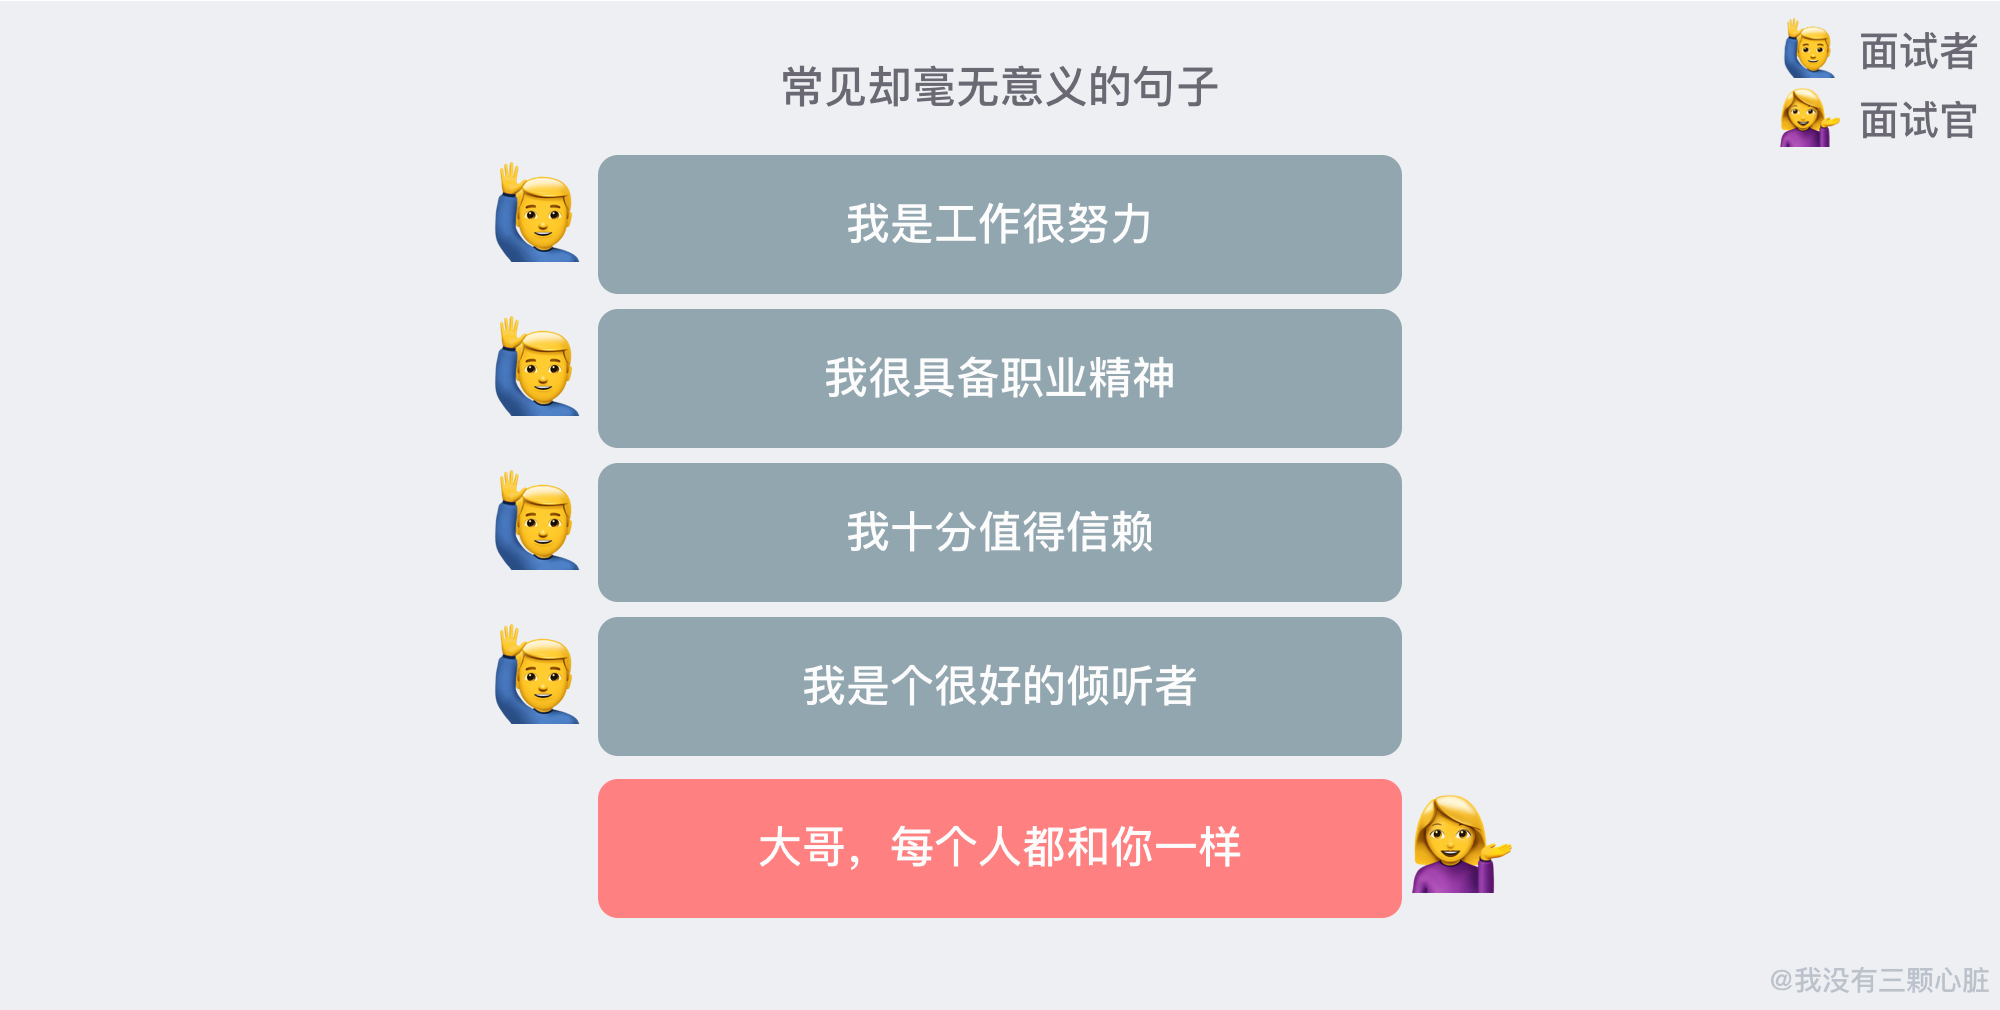 面试者
常见却毫无意义的句子
面试官
我是工作很努力
我很具备职业精神
我十分值得信赖
我是个很好的倾听者
大哥，每个人都和你一样
@我没有三颗心脏